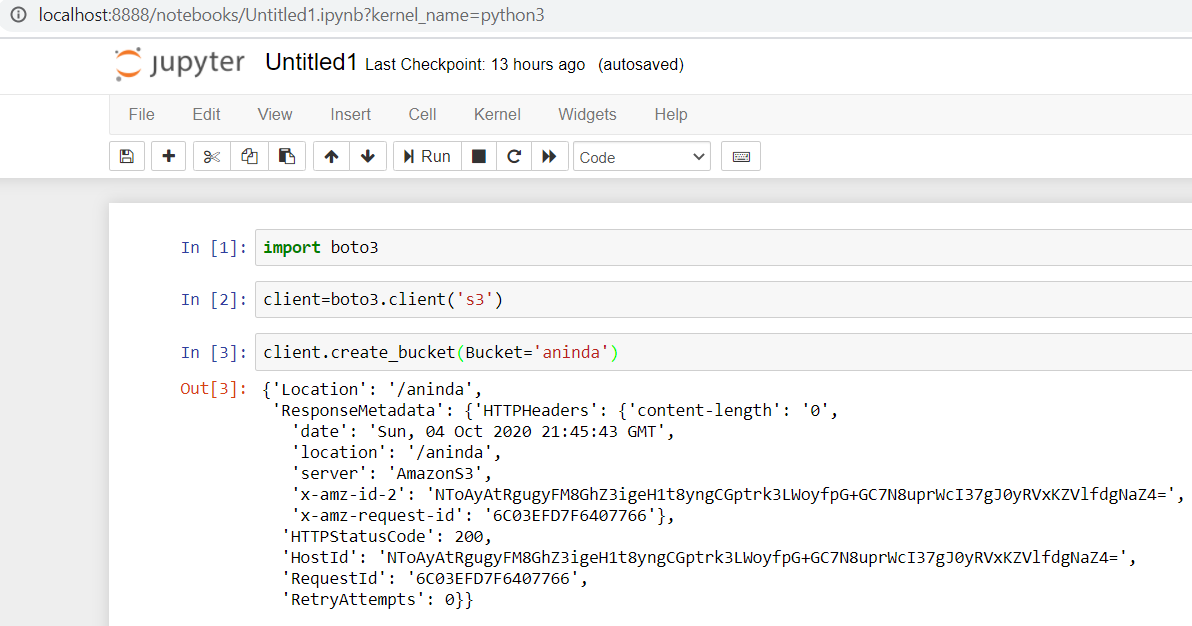 localhost:8888/notebooks/Untitled1.ipynb?kernel_name=python3
jupyter Untitled1 Last Checkpoint: 13 hours ago (autosaved)
File Edit View Insert Cell Kernel Widgets Help
Run Code
In [1]: import boto3
In [2]: client=boto3.client('s3')
In [3]: client.create_bucket(Bucket='aninda')
Out[3]: {'Location': '/aninda',
'ResponseMetadata': {'HTTPHeaders': {'content-length': '0',
'date': 'Sun, 04 Oct 2020 21:45:43 GMT',
'location': '/aninda',
'server': 'AmazonS3',
'x-amz-id-2': 'NToAyAtRgugyFM8GhZ3igeH1t8yngCGptrk3LWoyfpG+GC7N8uprWcI37gJ0yRVxKZVlfdgNaZ4=',
'x-amz-request-id': '6C03EFD7F6407766'},
'HTTPStatusCode': 200,
'HostId': 'NToAyAtRgugyFM8GhZ3igeH1t8yngCGptrk3LWoyfpG+GC7N8uprWcI37gJ0yRVxKZVlfdgNaZ4=',
'RequestId': '6C03EFD7F6407766',
'RetryAttempts': 0}}